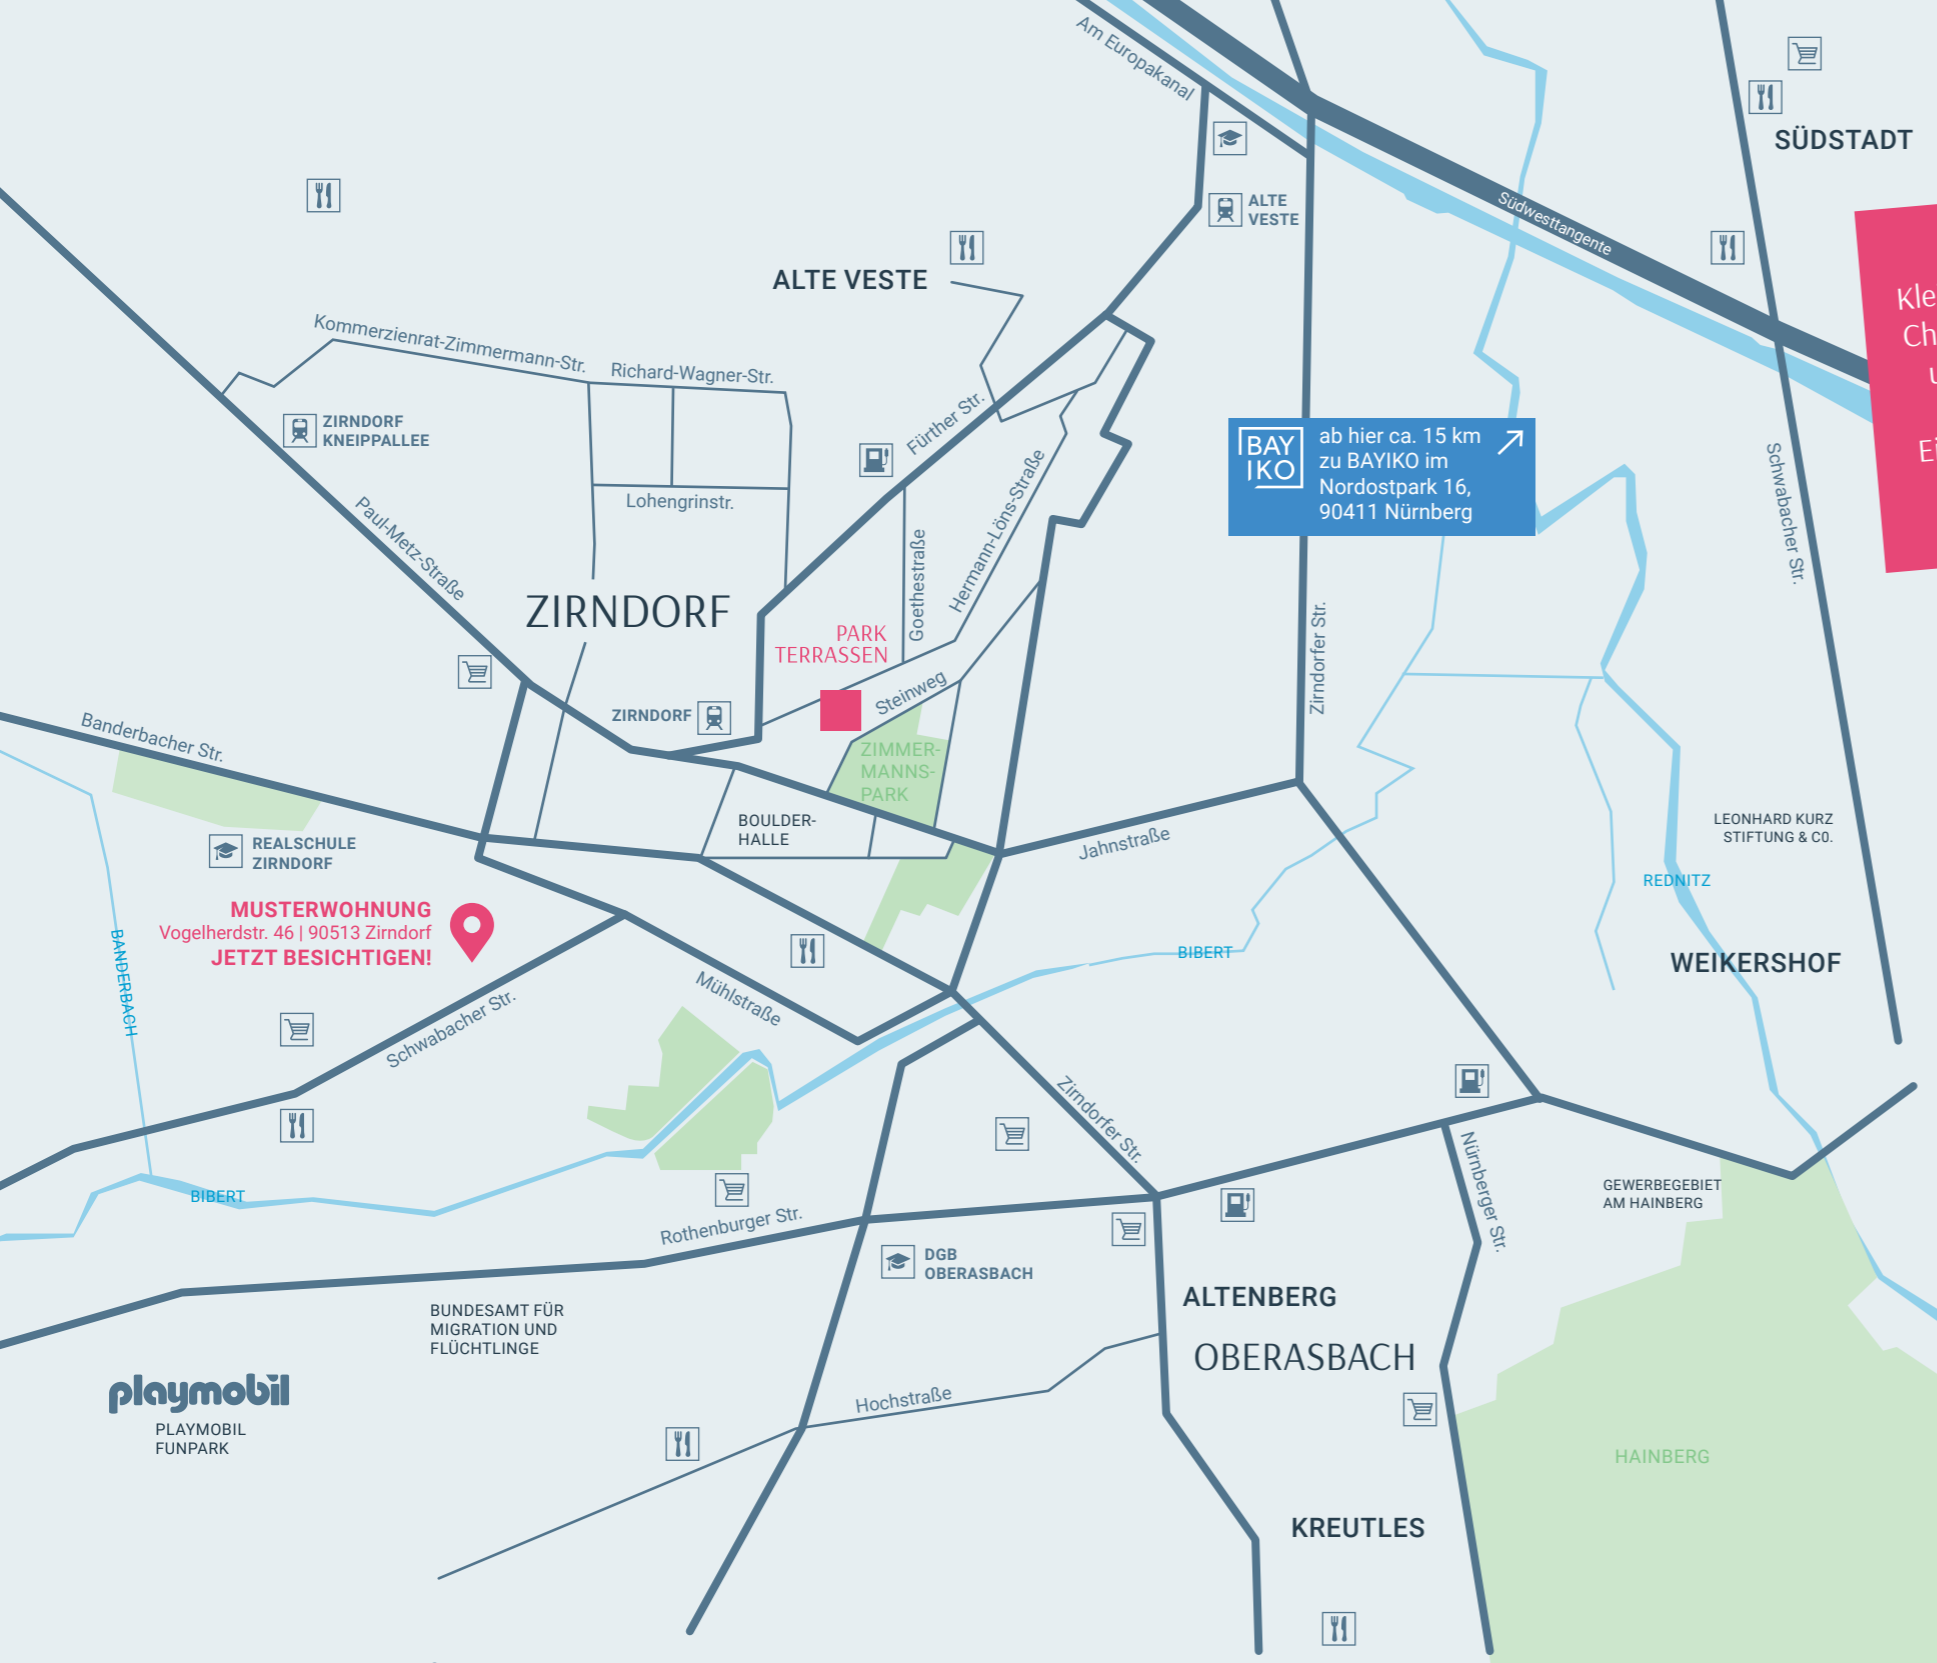 Am Europakanal
SÜDSTADT
ALTE
VESTE
Südwesttangente
ALTE VESTE
Kommerzienrat-Zimmermann-Str.
Richard-Wagner-Str.
Fürther Str.
ZIRNDORF
KNEIPPALLEE
BAY
IKO
ab hier ca. 15 km
zu BAYIKO im
Nordostpark 16,
90411 Nürnberg
Schwabacher Str.
Lohengrinstr.
Paul-Metz-Straße
Hermann-Löns-Straße
Goethestraße
ZIRNDORF
PARK
TERRASSEN
Zirndorfer Str.
Steinweg
ZIRNDORF
Banderbacher Str.
ZIMMER-
MANNS-
PARK
BOULDER-
HALLE
Jahnstraße
LEONHARD KURZ
STIFTUNG & CO.
REALSCHULE
ZIRNDORF
REDNITZ
MUSTERWOHNUNG
Vogelherdstr. 46 | 90513 Zirndorf
JETZT BESICHTIGEN!
BANDERBACH
BIBERT
WEIKERSHOF
Mühlstraße
Schwabacher Str.
Zirndorfer Str.
Nürnberger Str.
GEWERBEGEBIET
AM HAINBERG
BIBERT
Rothenburger Str.
DGB
OBERASBACH
ALTENBERG
BUNDESAMT FÜR
MIGRATION UND
FLÜCHTLINGE
OBERASBACH
playmobil
PLAYMOBIL
FUNPARK
Hochstraße
HAINBERG
KREUTLES